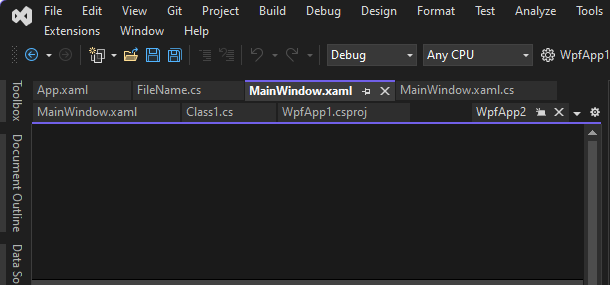 File Edit View Git Project Build Debug Design Format Test Analyze Tools
Extensions Window Help
Debug Any CPU WpfApp1
App.xaml FileName.cs MainWindow.xaml MainWindow.xaml.cs
MainWindow.xaml Class1.cs WpfApp1.csproj WpfApp2
Toolbox
Document Outline
Data So